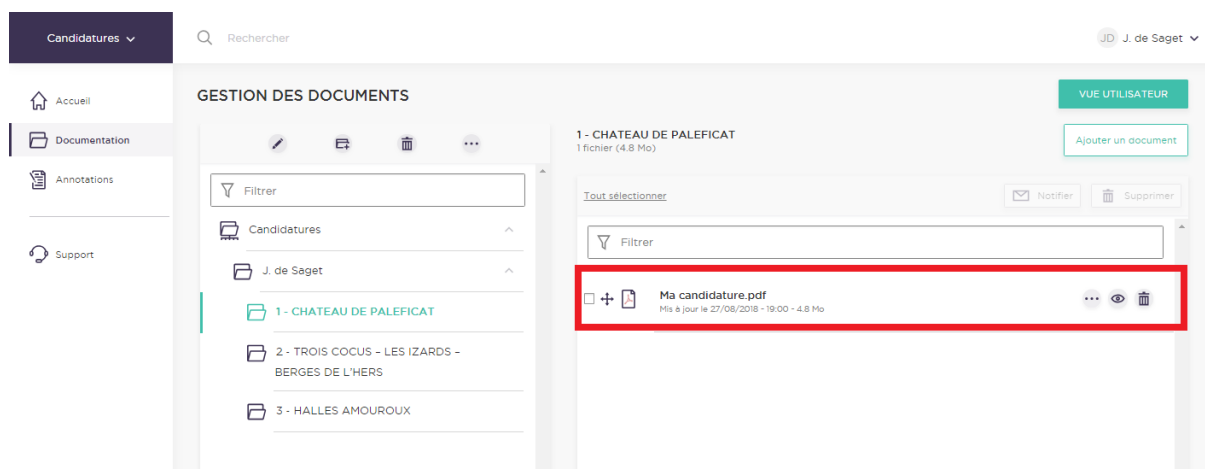 Candidatures
Rechercher
JD J. de Saget
Accueil
Documentation
Annotations
Support
GESTION DES DOCUMENTS
VUE UTILISATEUR
Filtrer
Candidatures
J. de Saget
1 - CHATEAU DE PALEFICAT
2 - TROIS COCUS – LES IZARDS –
BERGES DE L'HERS
3 - HALLES AMOUROUX
1 - CHATEAU DE PALEFICAT
1 fichier (4.8 Mo)
Ajouter un document
Tout sélectionner
Notifier
Supprimer
Filtrer
Ma candidature.pdf
Mis à jour le 27/08/2018 - 19:00 - 4.8 Mo